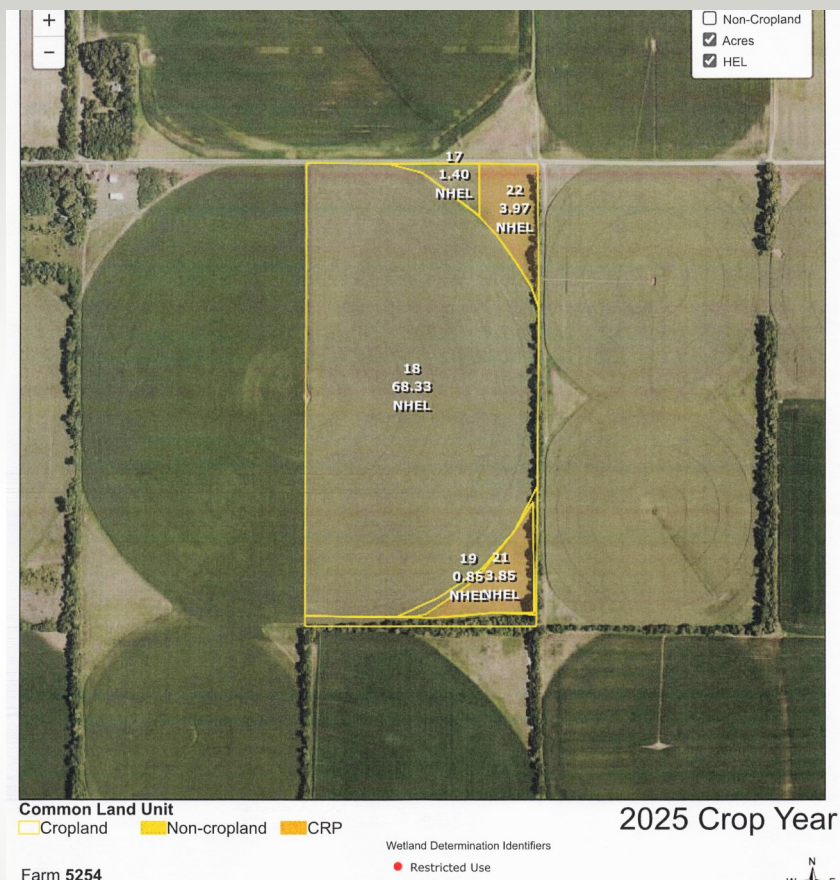 +
−
Non-Cropland
Acres
HEL
17
1.40
NHEL
22
3.97
NHEL
18
68.33
NHEL
19 21
0.85 3.85
NHEL NHEL
Common Land Unit
Cropland Non-cropland CRP
2025 Crop Year
Wetland Determination Identifiers
Restricted Use
Farm 5254
N
W E